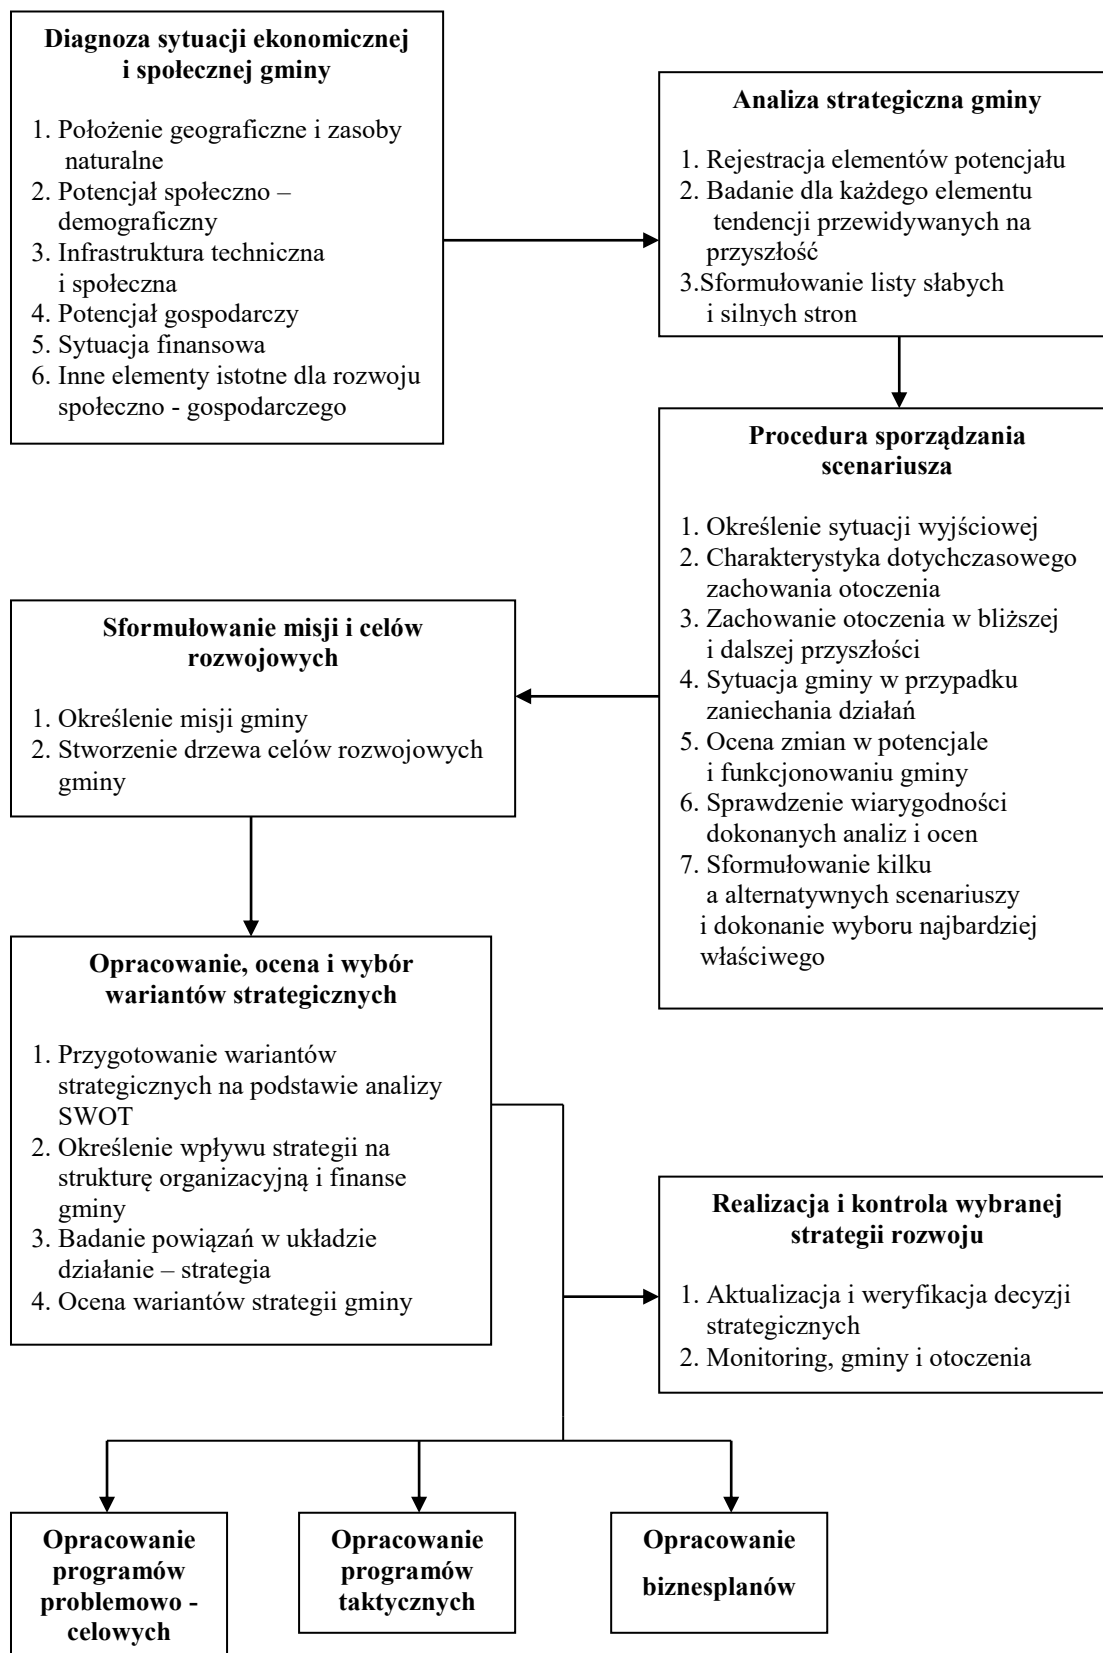 Diagnoza sytuacji ekonomicznej
i społecznej gminy
1. Położenie geograficzne i zasoby
naturalne
2. Potencjał społeczno –
demograficzny
3. Infrastruktura techniczna
i społeczna
4. Potencjał gospodarczy
5. Sytuacja finansowa
6. Inne elementy istotne dla rozwoju
społeczno - gospodarczego
Analiza strategiczna gminy
1. Rejestracja elementów potencjału
2. Badanie dla każdego elementu
tendencji przewidywanych na
przyszłość
3.Sformułowanie listy słabych
i silnych stron
Procedura sporządzania
scenariusza
1. Określenie sytuacji wyjściowej
2. Charakterystyka dotychczasowego
zachowania otoczenia
3. Zachowanie otoczenia w bliższej
i dalszej przyszłości
4. Sytuacja gminy w przypadku
zaniechania działań
5. Ocena zmian w potencjale
i funkcjonowaniu gminy
6. Sprawdzenie wiarygodności
dokonanych analiz i ocen
7. Sformułowanie kilku
a alternatywnych scenariuszy
i dokonanie wyboru najbardziej
właściwego
Sformułowanie misji i celów
rozwojowych
1. Określenie misji gminy
2. Stworzenie drzewa celów rozwojowych
gminy
Opracowanie, ocena i wybór
wariantów strategicznych
1. Przygotowanie wariantów
strategicznych na podstawie analizy
SWOT
2. Określenie wpływu strategii na
strukturę organizacyjną i finanse
gminy
3. Badanie powiązań w układzie
działanie – strategia
4. Ocena wariantów strategii gminy
Realizacja i kontrola wybranej
strategii rozwoju
1. Aktualizacja i weryfikacja decyzji
strategicznych
2. Monitoring, gminy i otoczenia
Opracowanie
programów
problemowo -
celowych
Opracowanie
programów
taktycznych
Opracowanie
biznesplanów